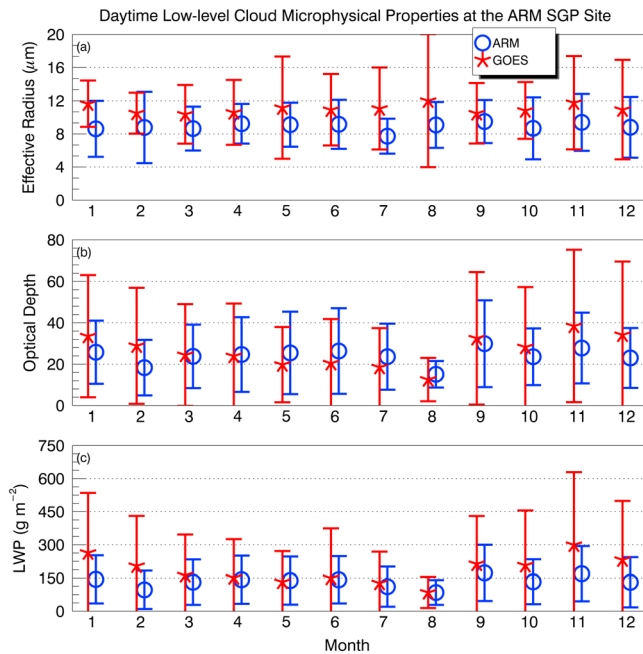 Daytime Low-level Cloud Microphysical Properties at the ARM SGP Site
ARM
GOES
(a)
Effective Radius (μm)
20
16
12
8
4
0
1 2 3 4 5 6 7 8 9 10 11 12
(b)
Optical Depth
80
60
40
20
0
1 2 3 4 5 6 7 8 9 10 11 12
(c)
LWP (g m⁻²)
750
600
450
300
150
0
1 2 3 4 5 6 7 8 9 10 11 12
Month